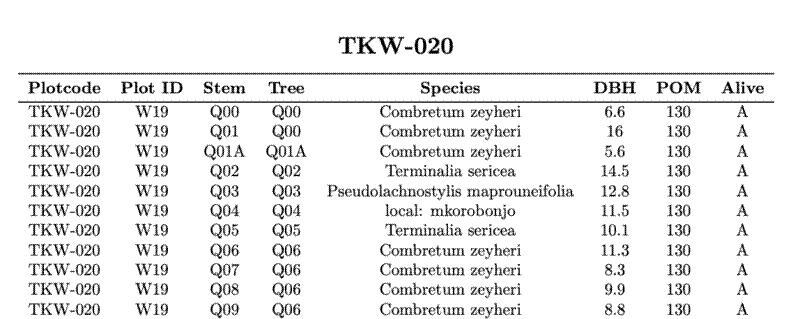 TKW-020
Plotcode Plot ID Stem Tree Species DBH POM Alive
TKW-020 W19 Q00 Q00 Combretum zeyheri 6.6 130 A
TKW-020 W19 Q01 Q00 Combretum zeyheri 16 130 A
TKW-020 W19 Q01A Q01A Combretum zeyheri 5.6 130 A
TKW-020 W19 Q02 Q02 Terminalia sericea 14.5 130 A
TKW-020 W19 Q03 Q03 Pseudolachnostylis maprouneifolia 12.8 130 A
TKW-020 W19 Q04 Q04 local: mkorobonjo 11.5 130 A
TKW-020 W19 Q05 Q05 Terminalia sericea 10.1 130 A
TKW-020 W19 Q06 Q06 Combretum zeyheri 11.3 130 A
TKW-020 W19 Q07 Q06 Combretum zeyheri 8.3 130 A
TKW-020 W19 Q08 Q06 Combretum zeyheri 9.9 130 A
TKW-020 W19 Q09 Q06 Combretum zeyheri 8.8 130 A